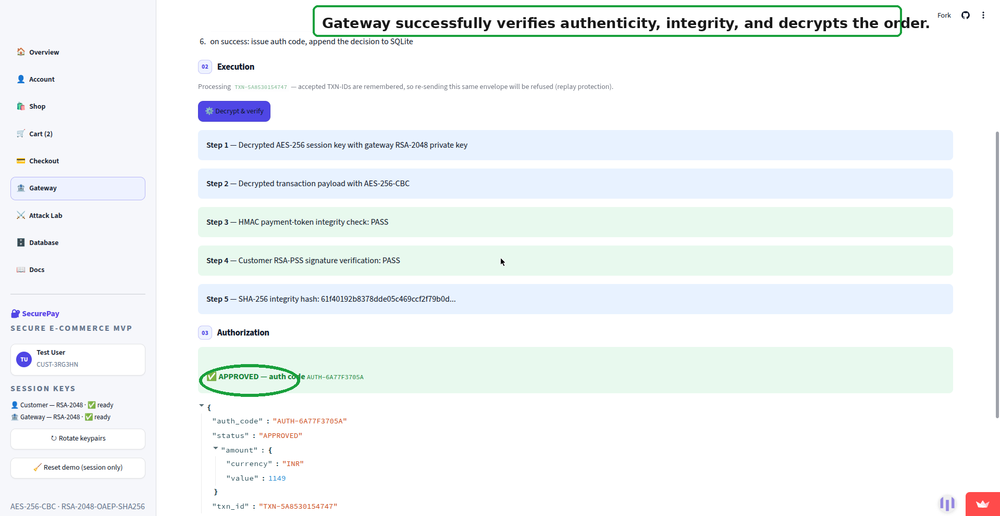 Gateway successfully verifies authenticity, integrity, and decrypts the order.
Fork
6. on success: issue auth code, append the decision to SQLite
🏠 Overview
👤 Account
🛍️ Shop
🛒 Cart (2)
💳 Checkout
🏦 Gateway
⚔️ Attack Lab
🗄️ Database
📖 Docs
🔐 SecurePay
SECURE E-COMMERCE MVP
TU
Test User
CUST-3RG3HN
SESSION KEYS
👤 Customer — RSA-2048 · ✅ ready
🏦 Gateway — RSA-2048 · ✅ ready
↻ Rotate keypairs
🧹 Reset demo (session only)
AES-256-CBC · RSA-2048-OAEP-SHA256
02 Execution
Processing TXN-5A8530154747 — accepted TXN-IDs are remembered, so re-sending this same envelope will be refused (replay protection).
⚙️ Decrypt & verify
Step 1 — Decrypted AES-256 session key with gateway RSA-2048 private key
Step 2 — Decrypted transaction payload with AES-256-CBC
Step 3 — HMAC payment-token integrity check: PASS
Step 4 — Customer RSA-PSS signature verification: PASS
Step 5 — SHA-256 integrity hash: 61f40192b8378dde05c469ccf2f79b0d...
03 Authorization
✅ APPROVED — auth code AUTH-6A77F3705A
{
"auth_code" : "AUTH-6A77F3705A"
"status" : "APPROVED"
"amount" : {
"currency" : "INR"
"value" : 1149
}
"txn_id" : "TXN-5A8530154747"